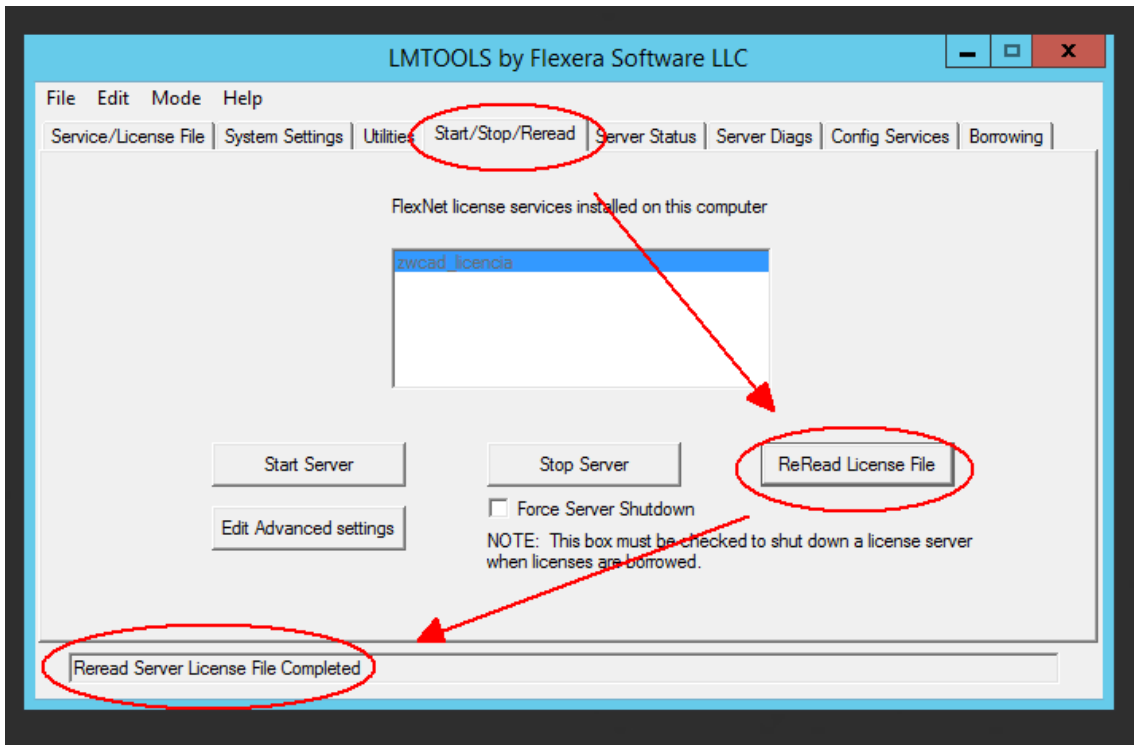 LMTOOLS by Flexera Software LLC
File Edit Mode Help
Service/License File System Settings Utilities Start/Stop/Reread Server Status Server Diags Config Services Borrowing
FlexNet license services installed on this computer
zwcad_licencia
Start Server Stop Server ReRead License File
Edit Advanced settings
Force Server Shutdown
NOTE: This box must be checked to shut down a license server
when licenses are borrowed.
Reread Server License File Completed